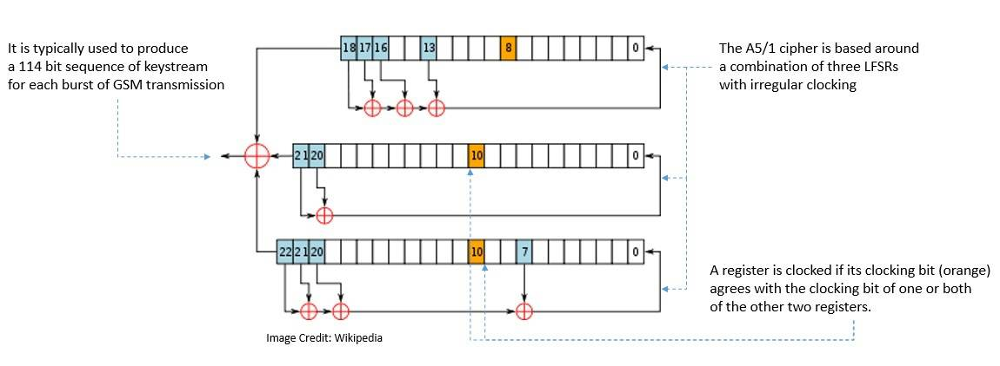 It is typically used to produce
a 114 bit sequence of keystream
for each burst of GSM transmission
18 17 16 13 8 0
The A5/1 cipher is based around
a combination of three LFSRs
with irregular clocking
21 20 10 0
22 21 20 10 7 0
A register is clocked if its clocking bit (orange)
agrees with the clocking bit of one or both
of the other two registers.
Image Credit: Wikipedia